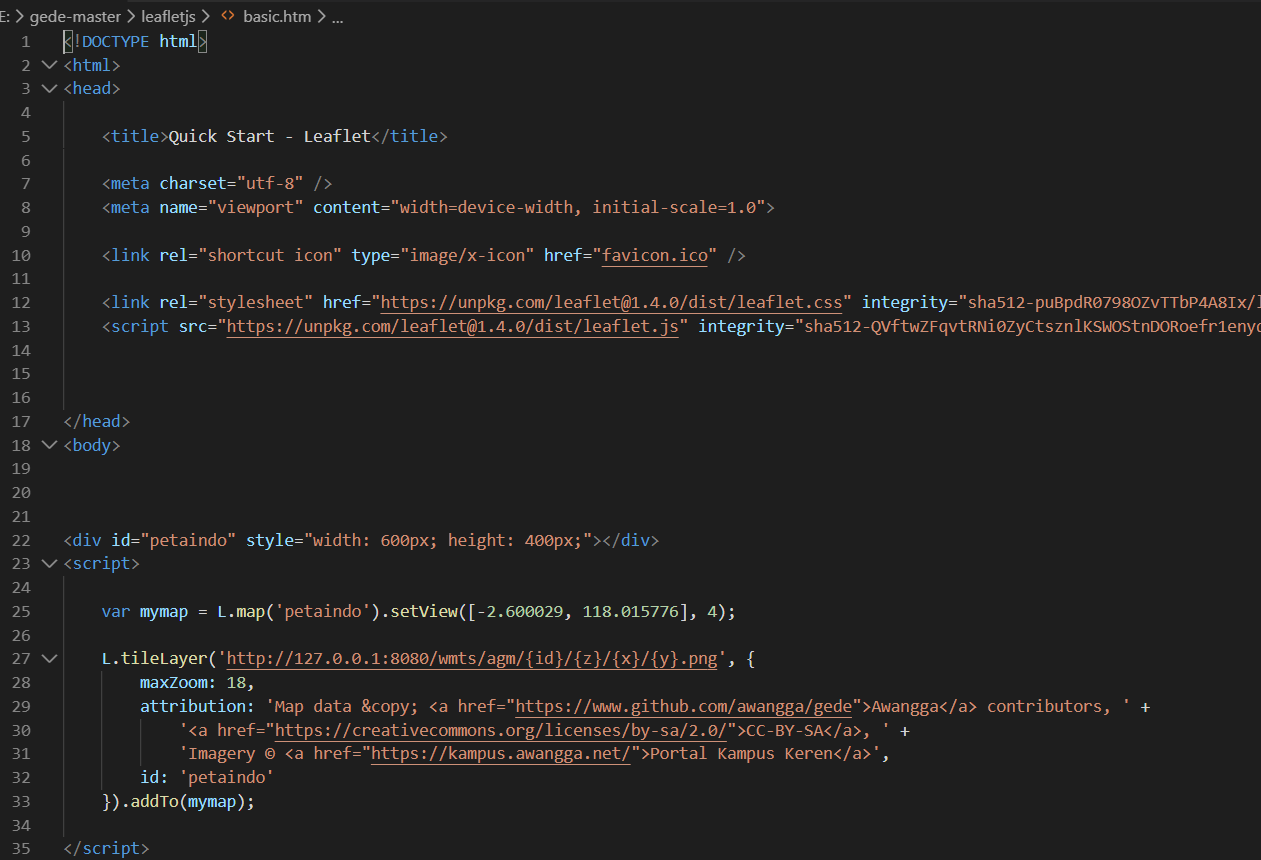 E: > gede-master > leafletjs > <> basic.htm > ...
1 <!DOCTYPE html>
2 <html>
3 <head>
4
5 <title>Quick Start - Leaflet</title>
6
7 <meta charset="utf-8" />
8 <meta name="viewport" content="width=device-width, initial-scale=1.0">
9
10 <link rel="shortcut icon" type="image/x-icon" href="favicon.ico" />
11
12 <link rel="stylesheet" href="https://unpkg.com/leaflet@1.4.0/dist/leaflet.css" integrity="sha512-puBpdR0798OZvTTbP4A8Ix/
13 <script src="https://unpkg.com/leaflet@1.4.0/dist/leaflet.js" integrity="sha512-QVftwZFqvtRNi0ZyCtsznlKSWOStnDORoefr1enyc
14
15
16
17 </head>
18 <body>
19
20
21
22 <div id="petaindo" style="width: 600px; height: 400px;"></div>
23 <script>
24
25 var mymap = L.map('petaindo').setView([-2.600029, 118.015776], 4);
26
27 L.tileLayer('http://127.0.0.1:8080/wmts/agm/{id}/{z}/{x}/{y}.png', {
28 maxZoom: 18,
29 attribution: 'Map data &copy; <a href="https://www.github.com/awangga/gede">Awangga</a> contributors, ' +
30 '<a href="https://creativecommons.org/licenses/by-sa/2.0/">CC-BY-SA</a>, ' +
31 'Imagery © <a href="https://kampus.awangga.net/">Portal Kampus Keren</a>',
32 id: 'petaindo'
33 }).addTo(mymap);
34
35 </script>